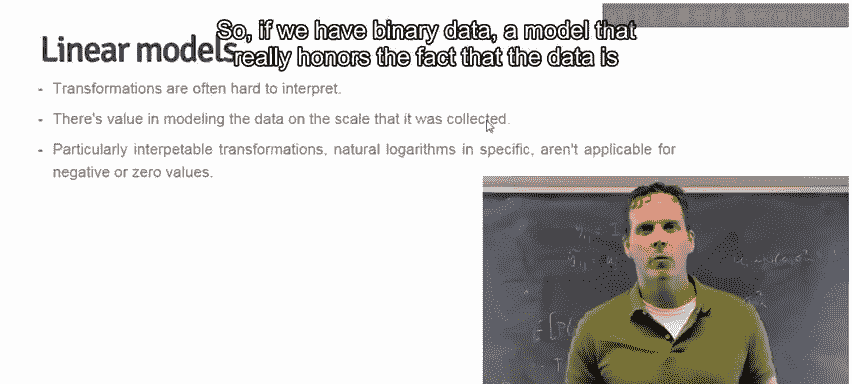 So, if we have binary data, a model that
really honors the fact that the data is
Linear models
- Transformations are often hard to interpret.
- There's value in modeling the data on the scale that it was collected.
- Particularly interpetable transformations, natural logarithms in specific, aren't applicable for
negative or zero values.